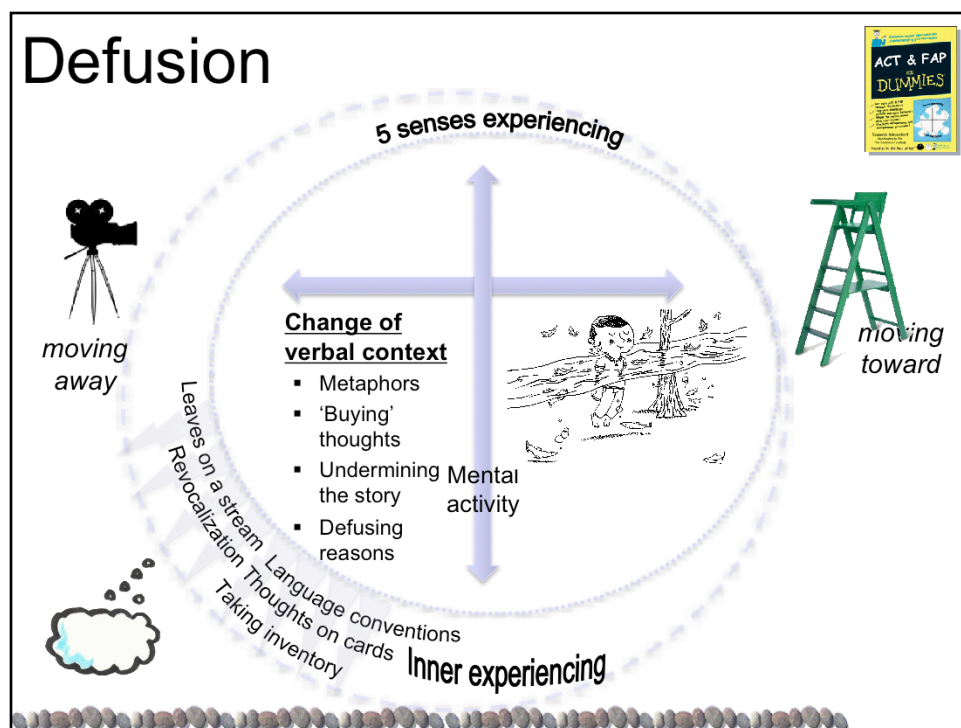 Defusion
ACT & FAP
FOR
DUMMIES
5 senses experiencing
moving
away
moving
toward
Change of
verbal context
▪ Metaphors
▪ ‘Buying’
thoughts
▪ Undermining
the story
▪ Defusing
reasons
Mental
activity
Leaves on a stream
Language conventions
Revocalization
Thoughts on cards
Taking inventory
Inner experiencing